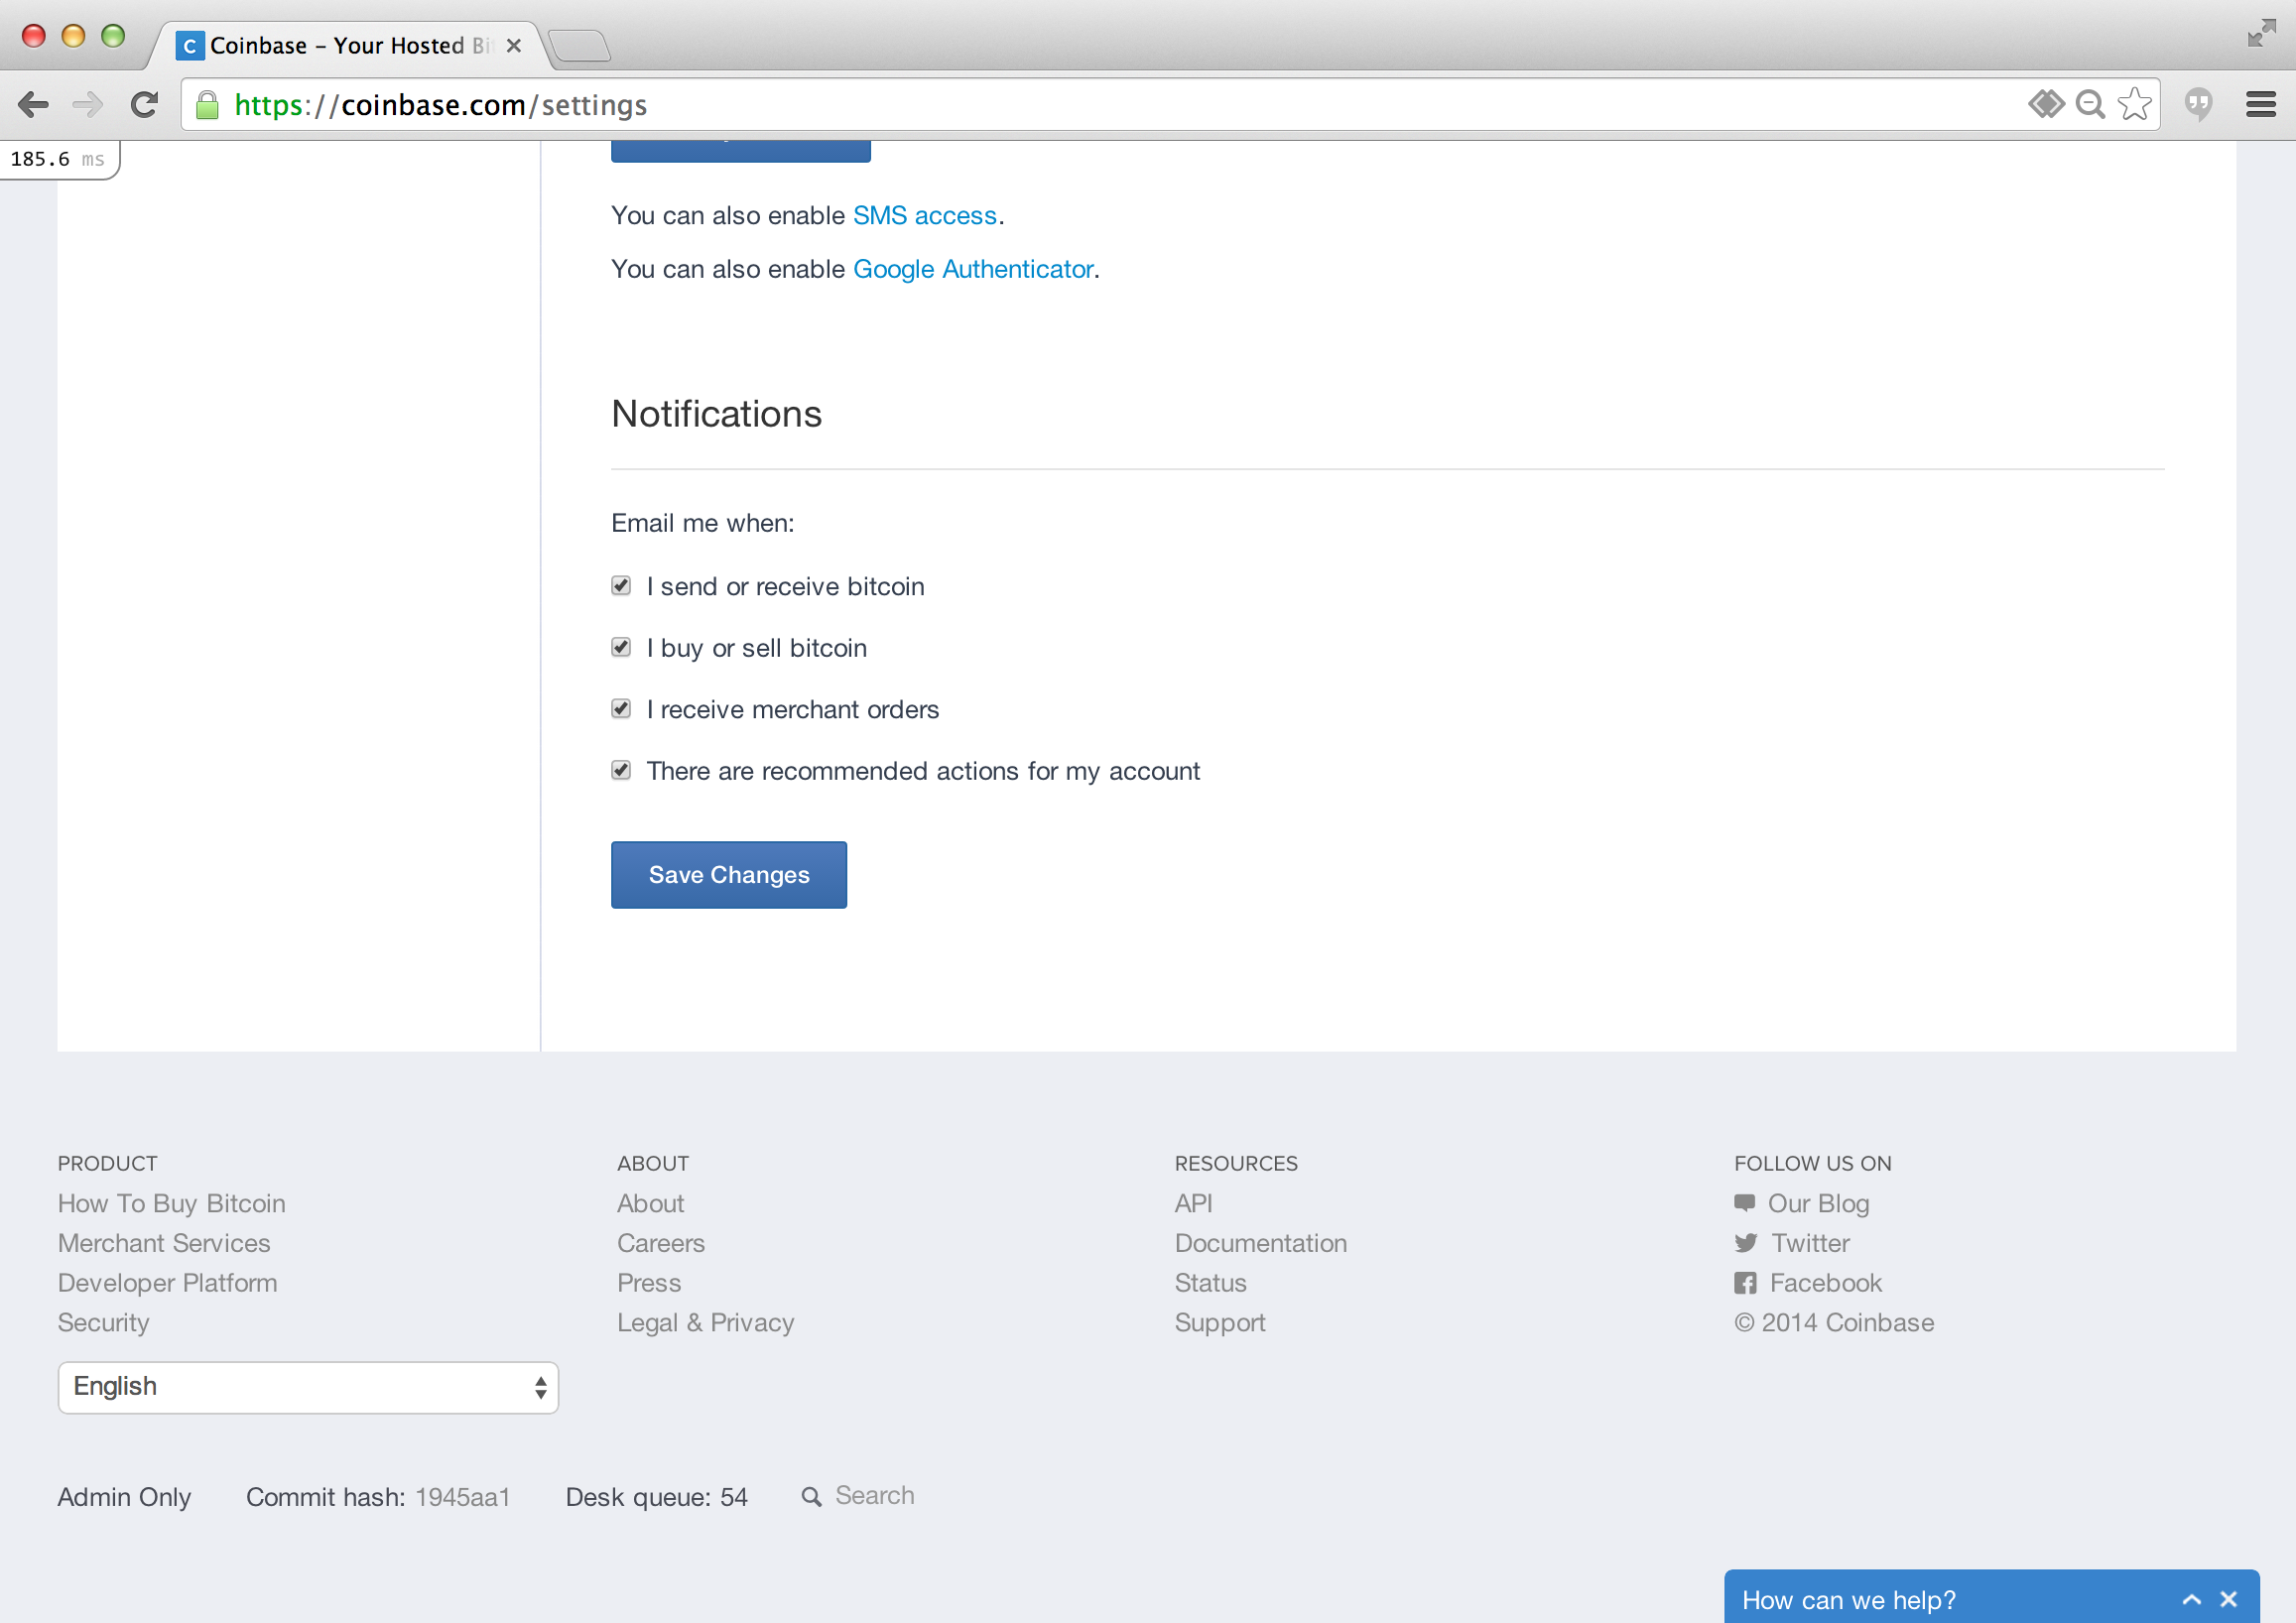 Coinbase - Your Hosted Bi
https://coinbase.com/settings
185.6 ms
You can also enable SMS access.
You can also enable Google Authenticator.
Notifications
Email me when:
I send or receive bitcoin
I buy or sell bitcoin
I receive merchant orders
There are recommended actions for my account
Save Changes
PRODUCT
How To Buy Bitcoin
Merchant Services
Developer Platform
Security
English
ABOUT
About
Careers
Press
Legal & Privacy
RESOURCES
API
Documentation
Status
Support
FOLLOW US ON
Our Blog
Twitter
Facebook
© 2014 Coinbase
Admin Only Commit hash: 1945aa1 Desk queue: 54 Search
How can we help?